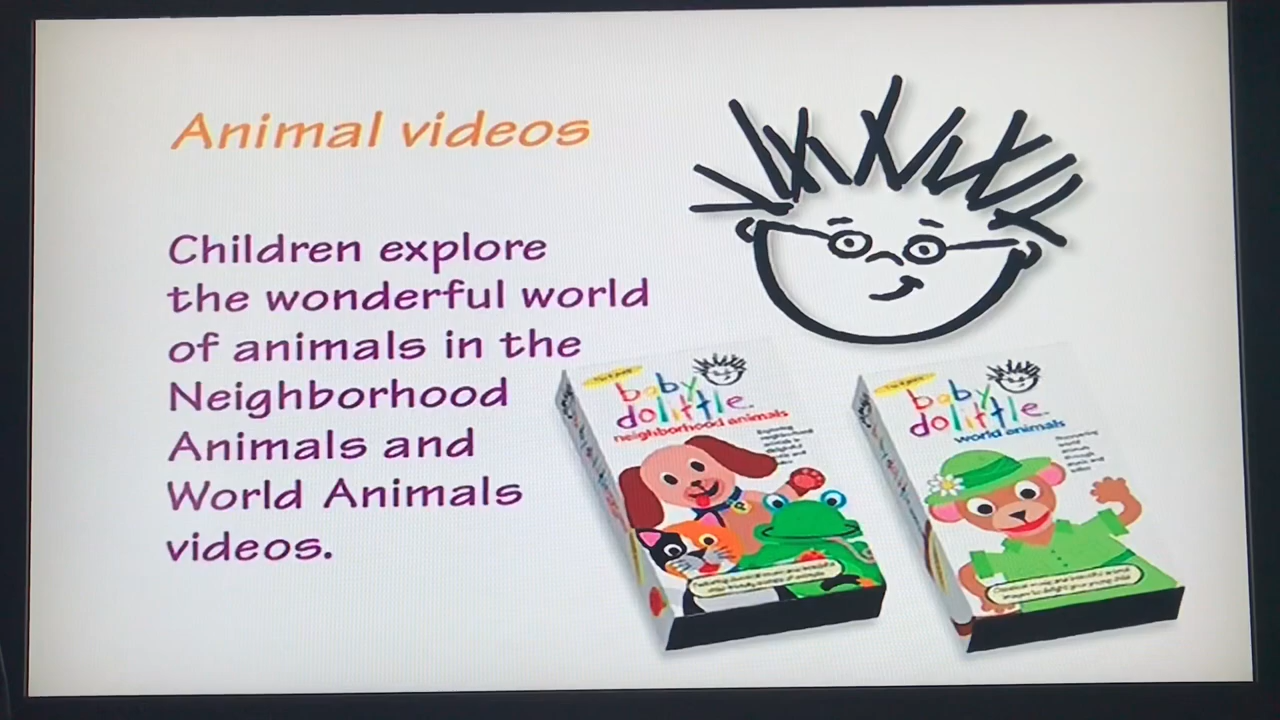 Animal videos
Children explore
the wonderful world
of animals in the
Neighborhood
Animals and
World Animals
videos.
baby
dolittle
neighborhood animals
baby
dolittle
world animals